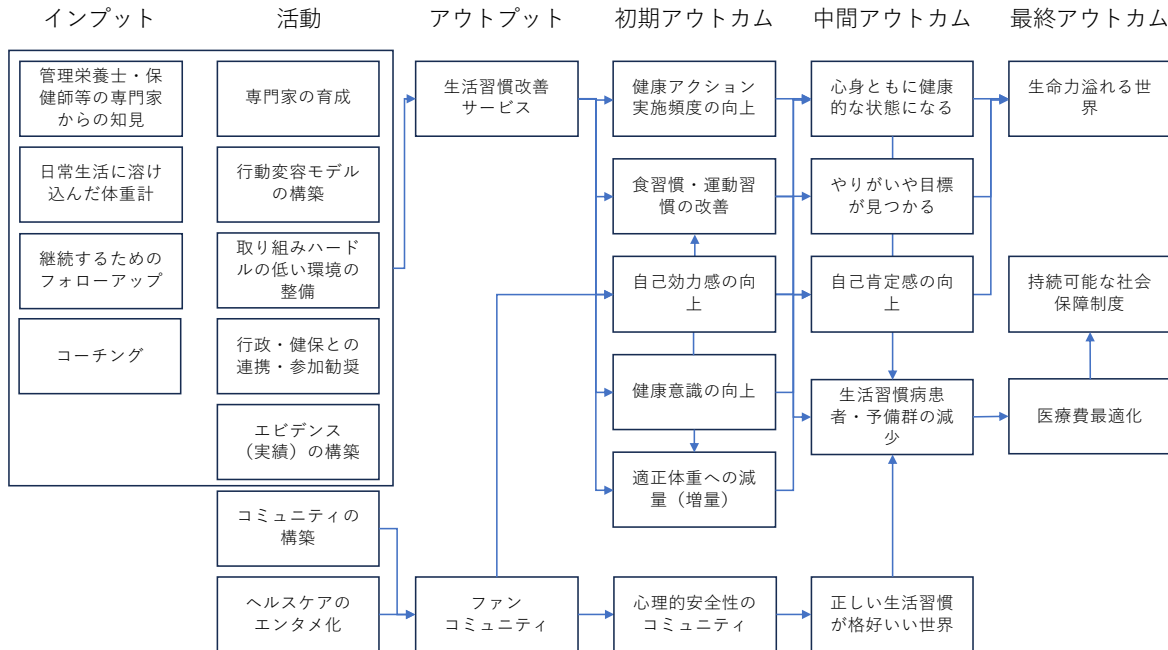 インプット
活動
アウトプット
初期アウトカム
中間アウトカム
最終アウトカム
管理栄養士・保
健師等の専門家
からの知見
日常生活に溶け
込んだ体重計
継続するための
フォローアップ
コーチング
専門家の育成
行動変容モデル
の構築
取り組みハード
ルの低い環境の
整備
行政・健保との
連携・参加勧奨
エビデンス
（実績）の構築
コミュニティの
構築
ヘルスケアの
エンタメ化
生活習慣改善
サービス
ファン
コミュニティ
健康アクション
実施頻度の向上
食習慣・運動習
慣の改善
自己効力感の向
上
健康意識の向上
適正体重への減
量（増量）
心理的安全性の
コミュニティ
心身ともに健康
的な状態になる
やりがいや目標
が見つかる
自己肯定感の向
上
生活習慣病患
者・予備群の減
少
正しい生活習慣
が格好いい世界
生命力溢れる世
界
持続可能な社会
保障制度
医療費最適化